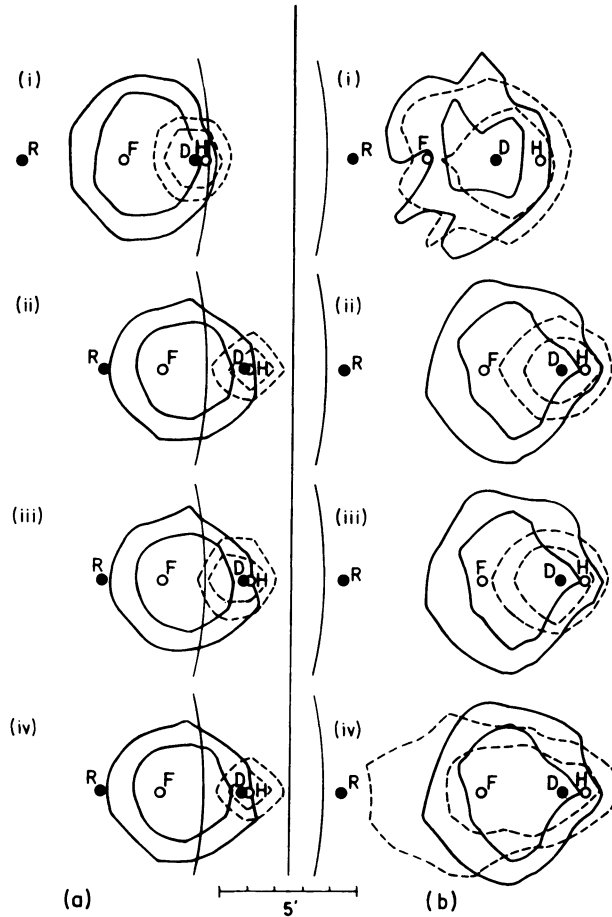 (i) (i)
R F D H R F D H
(ii) (ii)
R F D H R F D H
(iii) (iii)
R F D H R F D H
(iv) (iv)
R F D H R F D H
(a) 5' (b)